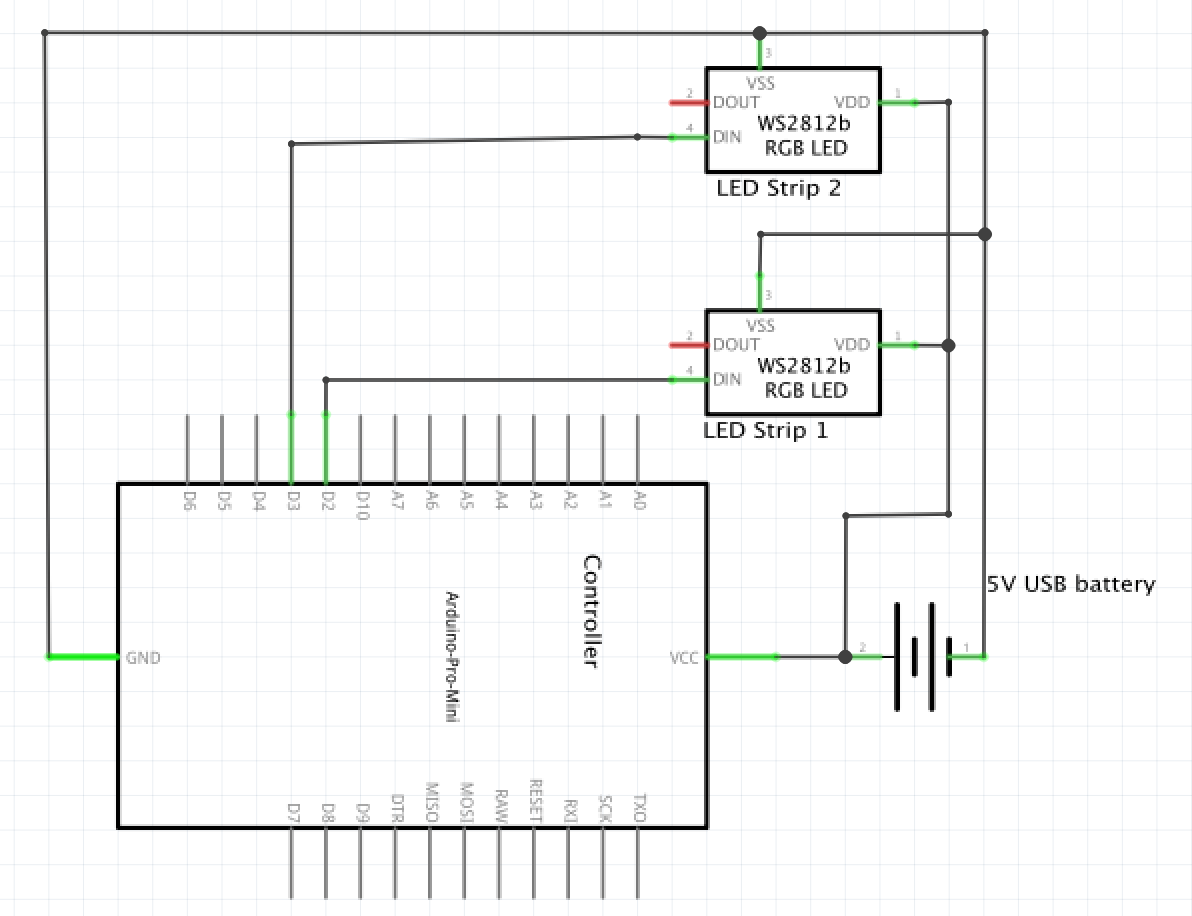 3
VSS
2
DOUT
VDD
1
WS2812b
4
DIN
RGB LED
LED Strip 2
3
VSS
2
DOUT
VDD
1
WS2812b
4
DIN
RGB LED
LED Strip 1
D6
D5
D4
D3
D2
D10
A7
A6
A5
A4
A3
A2
A1
A0
Controller
Arduino-Pro-Mini
5V USB battery
GND
VCC
2
1
D7
D8
D9
DTR
MISO
MOSI
RAW
RESET
RXI
SCK
TXO